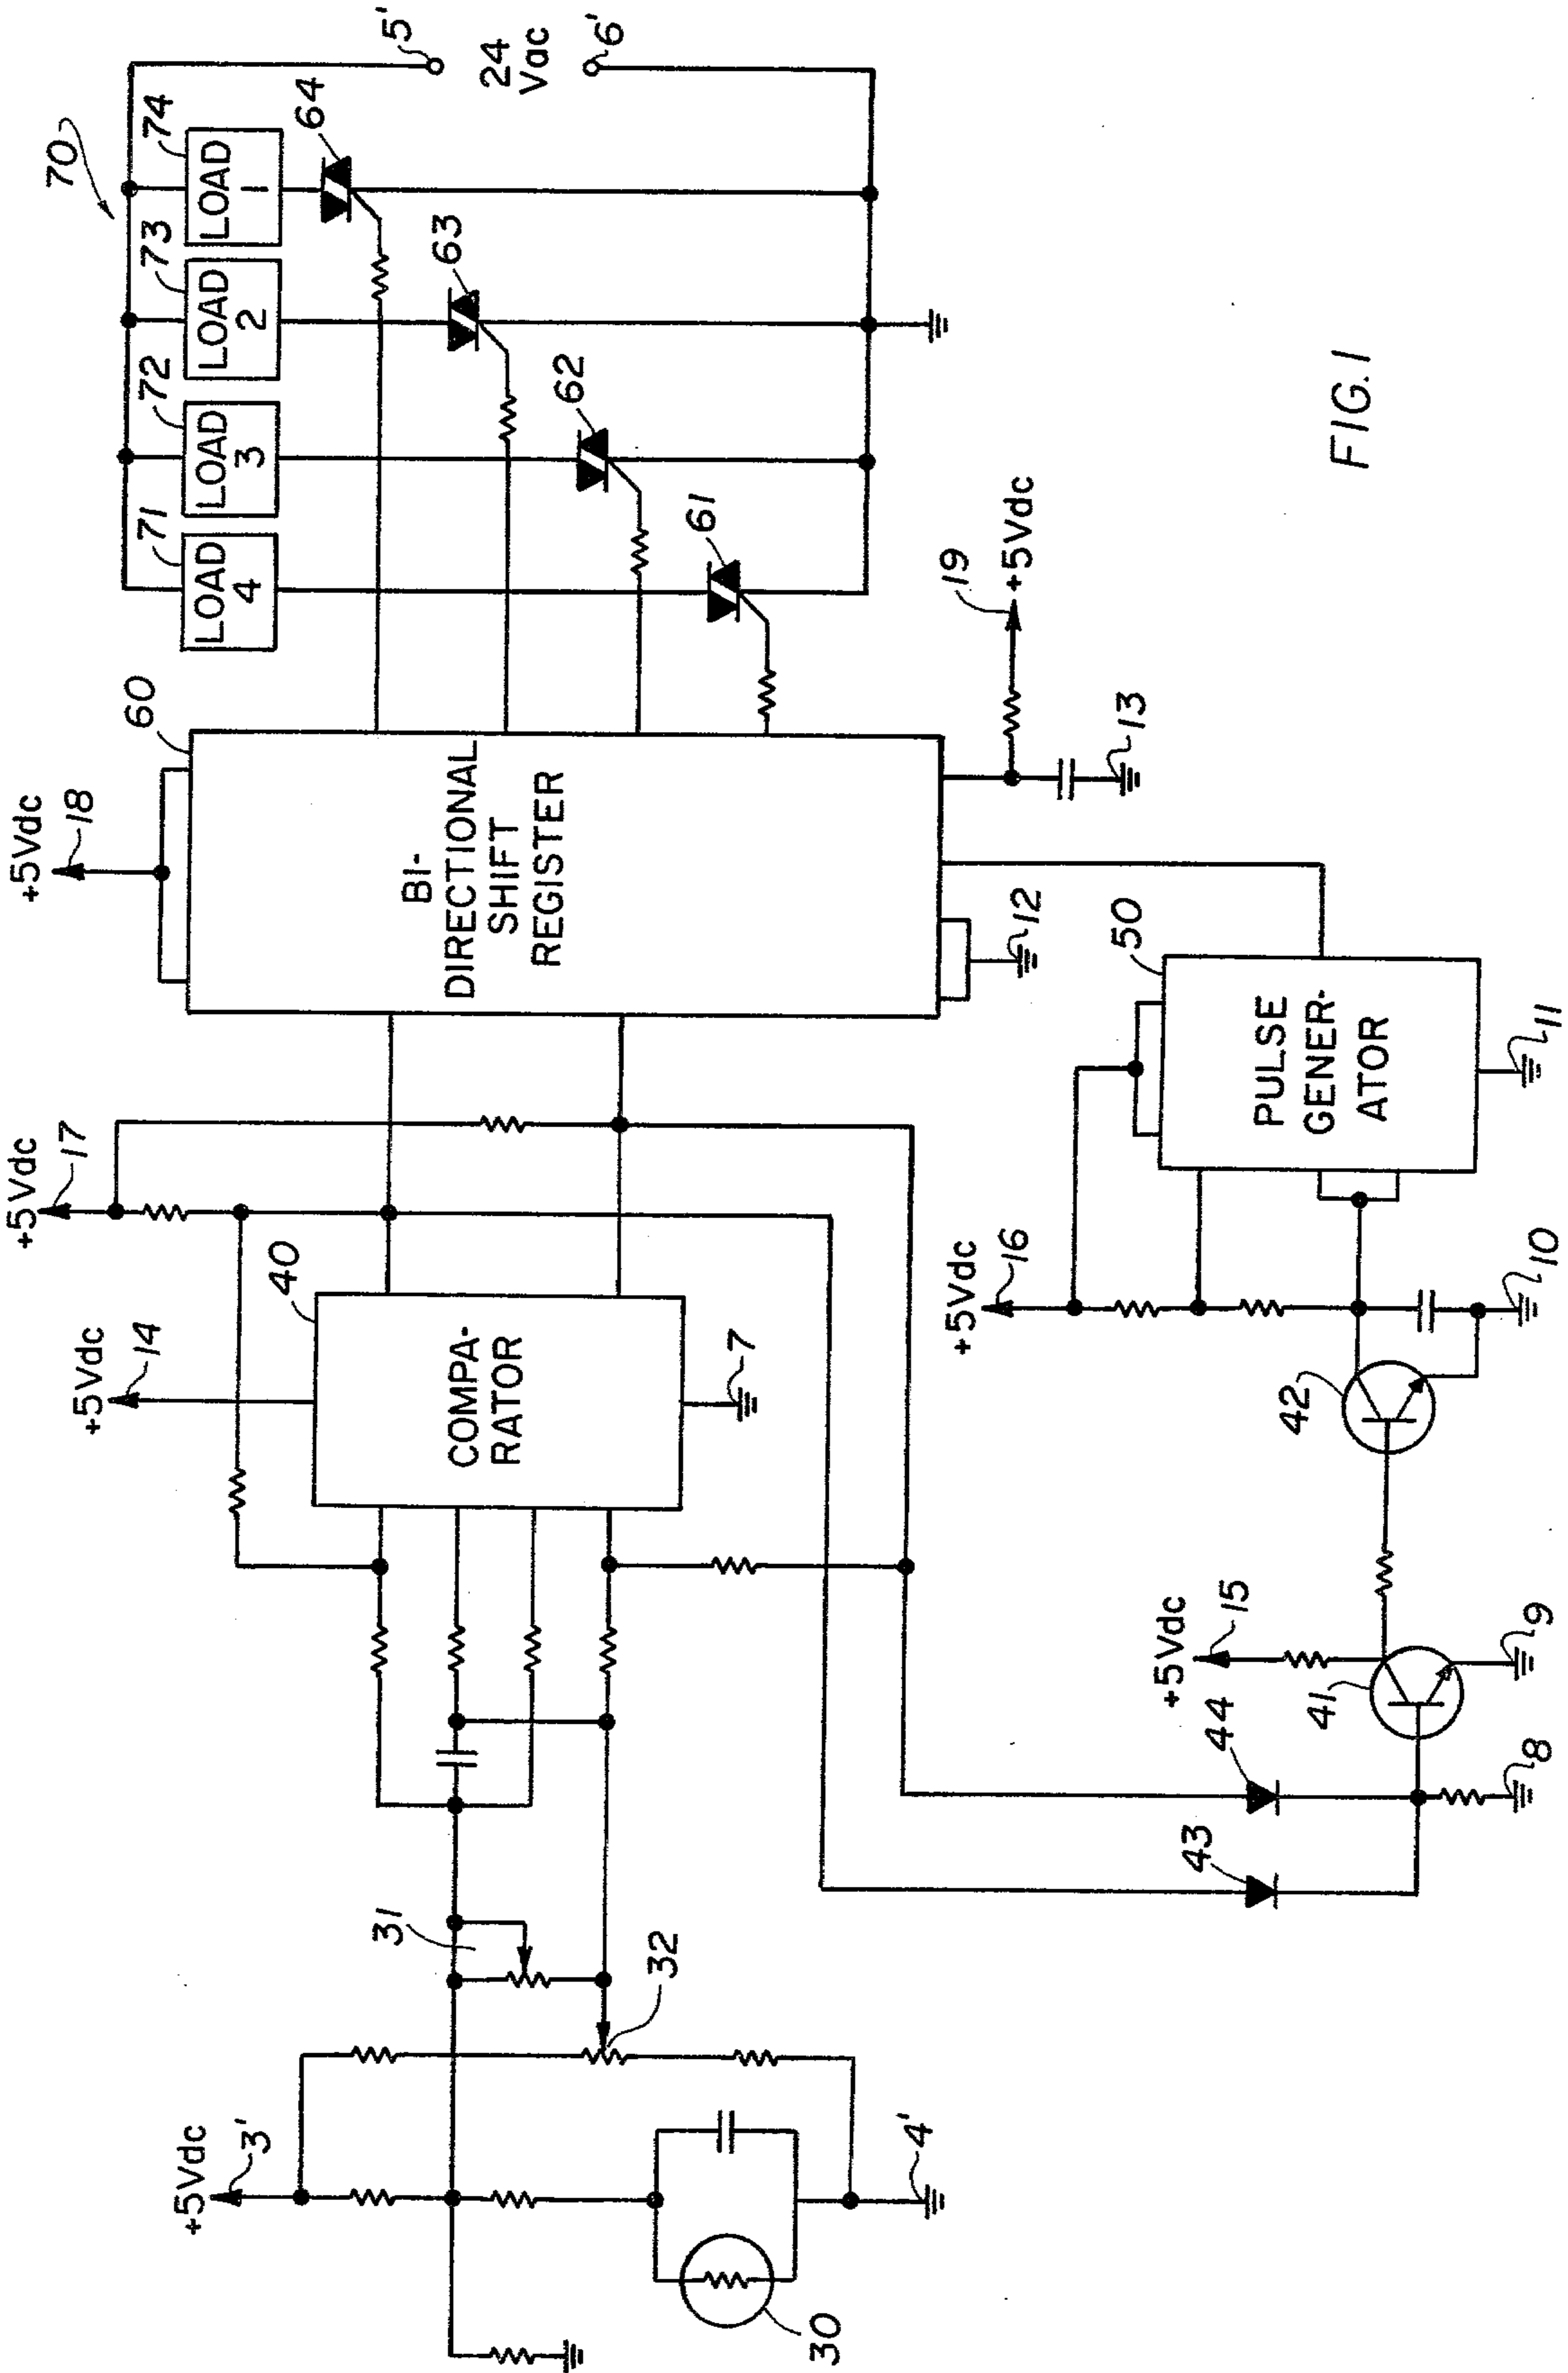 70
5'
24
Vac
6'
74
LOAD
1
64
73
LOAD
2
63
72
LOAD
3
62
71
LOAD
4
61
19
+5Vdc
13
60
+5Vdc
18
BI-
DIRECTIONAL
SHIFT
REGISTER
12
50
PULSE
GENER-
ATOR
11
+5Vdc
17
40
+5Vdc
14
COMPA-
RATOR
7
+5Vdc
16
10
42
+5Vdc
15
9
41
44
8
43
31
32
+5Vdc
3'
4'
30
FIG. 1